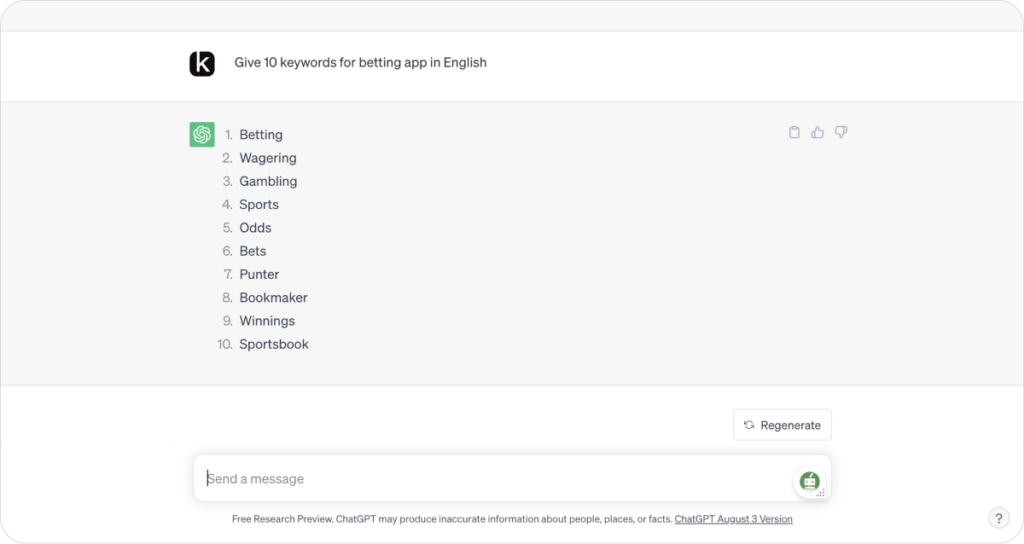 k
Give 10 keywords for betting app in English
1. Betting
2. Wagering
3. Gambling
4. Sports
5. Odds
6. Bets
7. Punter
8. Bookmaker
9. Winnings
10. Sportsbook
Regenerate
Send a message
Free Research Preview. ChatGPT may produce inaccurate information about people, places, or facts. ChatGPT August 3 Version
?